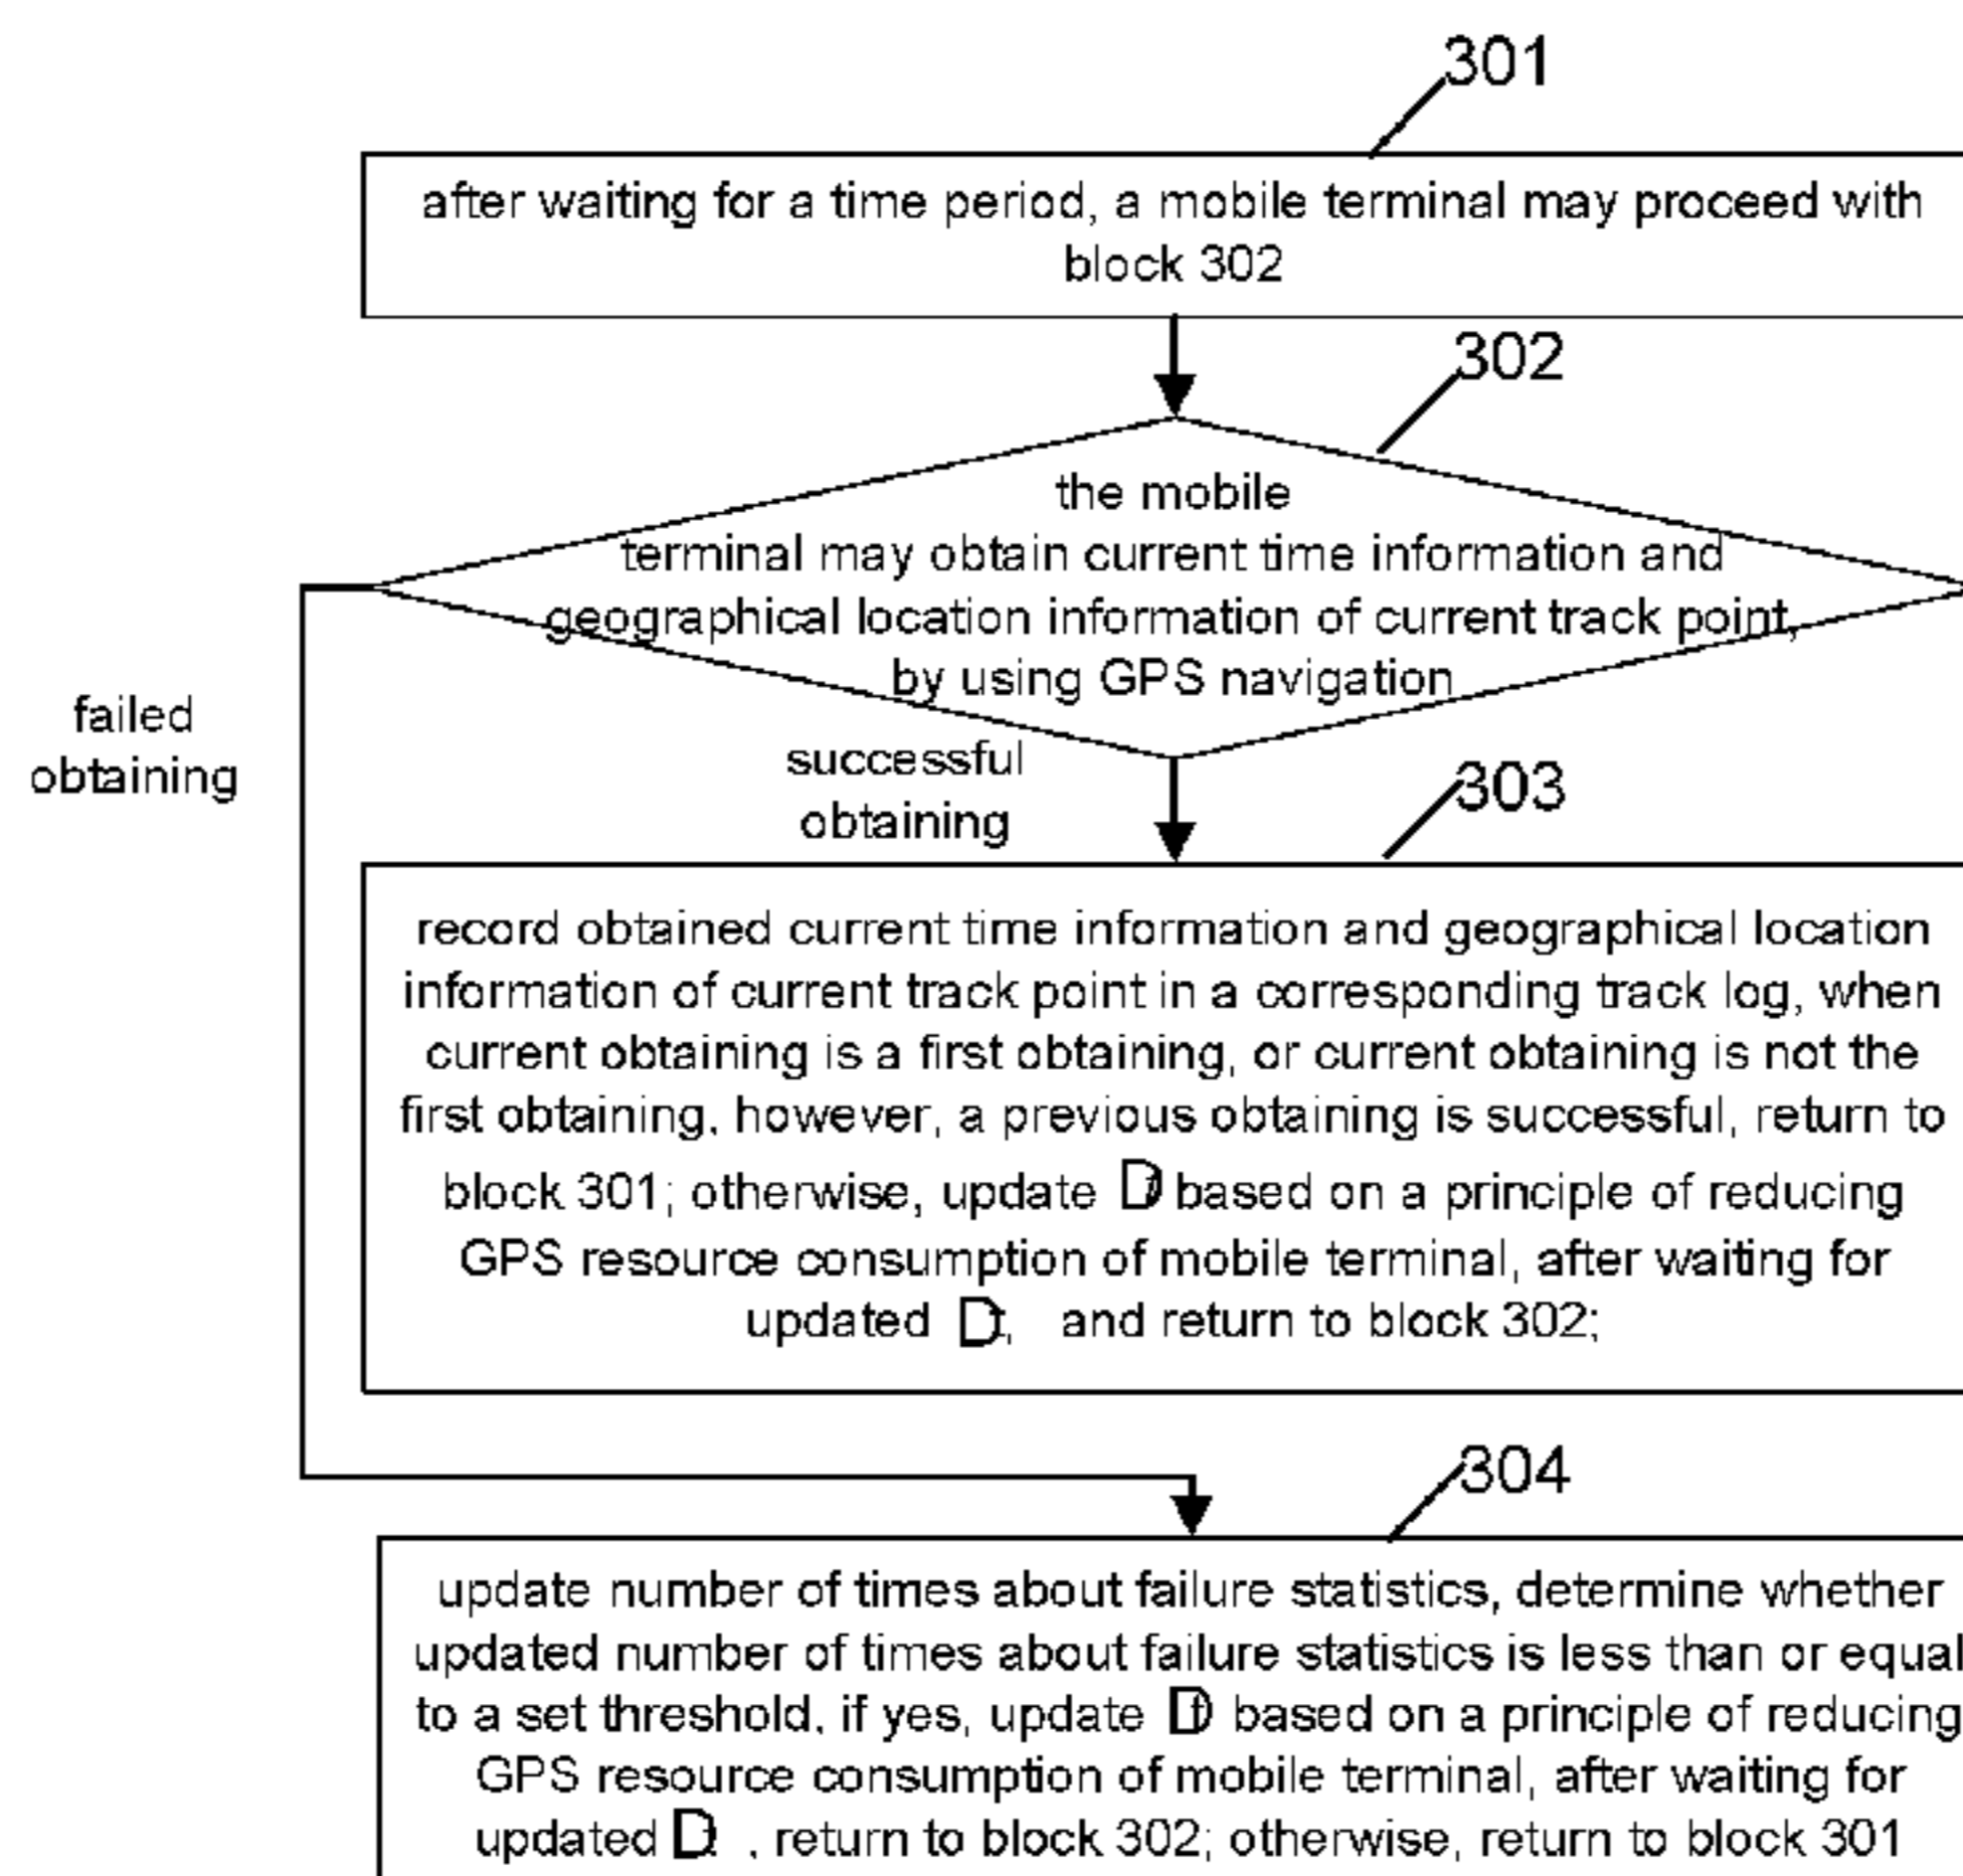 301
after waiting for a time period, a mobile terminal may proceed with
block 302
302
the mobile
terminal may obtain current time information and
geographical location information of current track point,
by using GPS navigation
failed
obtaining
successful
obtaining
303
record obtained current time information and geographical location
information of current track point in a corresponding track log, when
current obtaining is a first obtaining, or current obtaining is not the
first obtaining, however, a previous obtaining is successful, return to
block 301; otherwise, update based on a principle of reducing
GPS resource consumption of mobile terminal, after waiting for
updated and return to block 302;
304
update number of times about failure statistics, determine whether
updated number of times about failure statistics is less than or equal
to a set threshold, if yes, update based on a principle of reducing
GPS resource consumption of mobile terminal, after waiting for
updated , return to block 302; otherwise, return to block 301